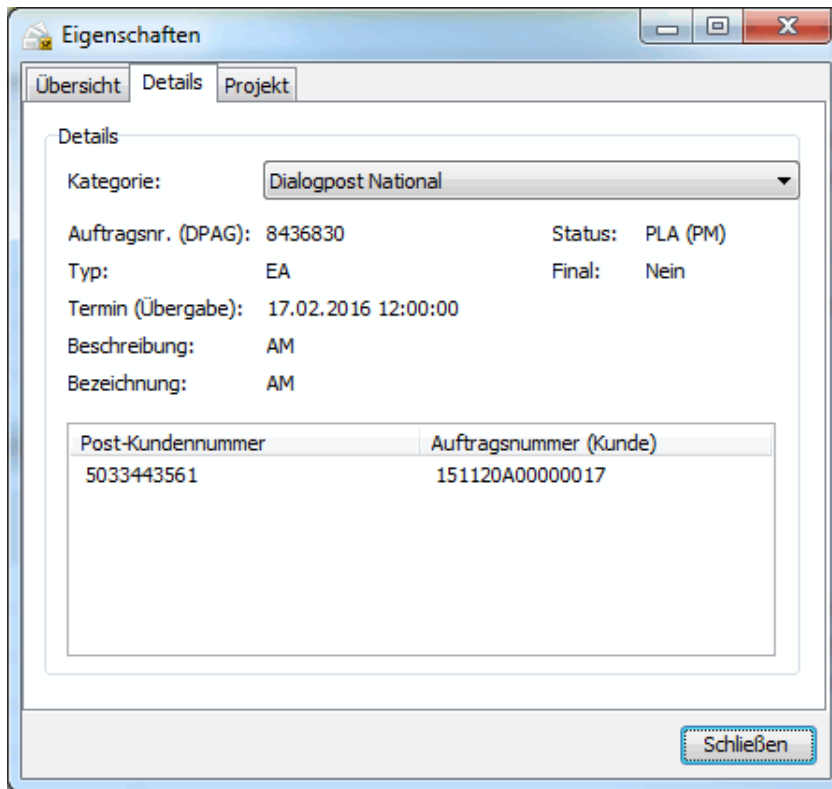 Eigenschaften
Übersicht Details Projekt
Details
Kategorie: Dialogpost National
Auftragsnr. (DPAG): 8436830 Status: PLA (PM)
Typ: EA Final: Nein
Termin (Übergabe): 17.02.2016 12:00:00
Beschreibung: AM
Bezeichnung: AM
Post-Kundennummer Auftragsnummer (Kunde)
5033443561 151120A00000017
Schließen